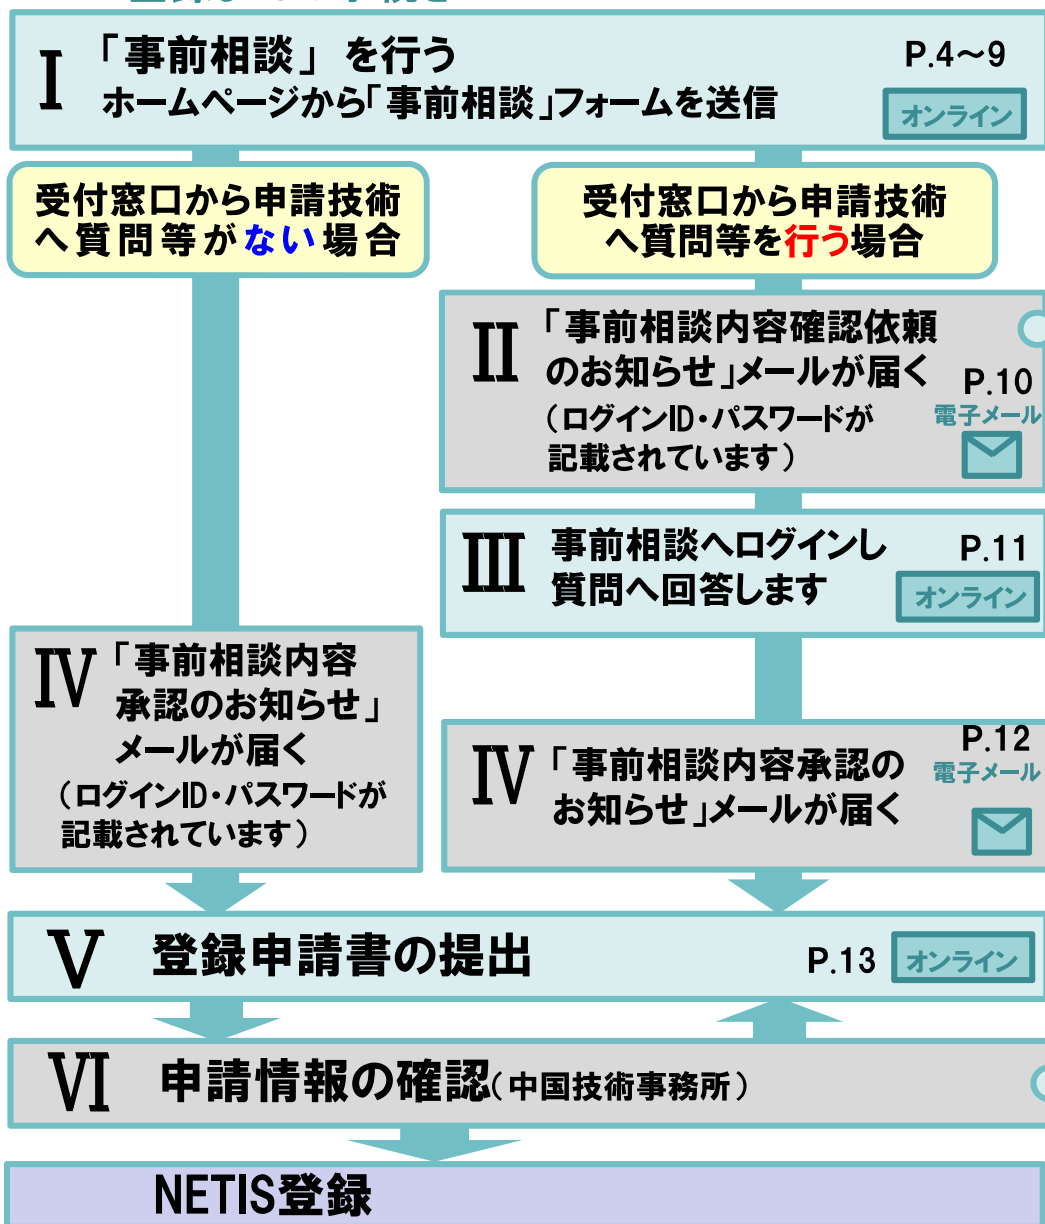 Ⅰ 「事前相談」 を行う P.4～9
ホームページから「事前相談」フォームを送信 オンライン
受付窓口から申請技術
へ質問等がない場合
受付窓口から申請技術
へ質問等を行う場合
Ⅱ 「事前相談内容確認依頼
のお知らせ」メールが届く P.10
（ログインID・パスワードが 電子メール
記載されています）
Ⅲ 事前相談へログインし P.11
質問へ回答します オンライン
Ⅳ 「事前相談内容
承認のお知らせ」
メールが届く
（ログインID・パスワードが
記載されています）
P.12
Ⅳ 「事前相談内容承認の 電子メール
お知らせ」メールが届く
Ⅴ 登録申請書の提出 P.13 オンライン
Ⅵ 申請情報の確認（中国技術事務所）
NETIS登録